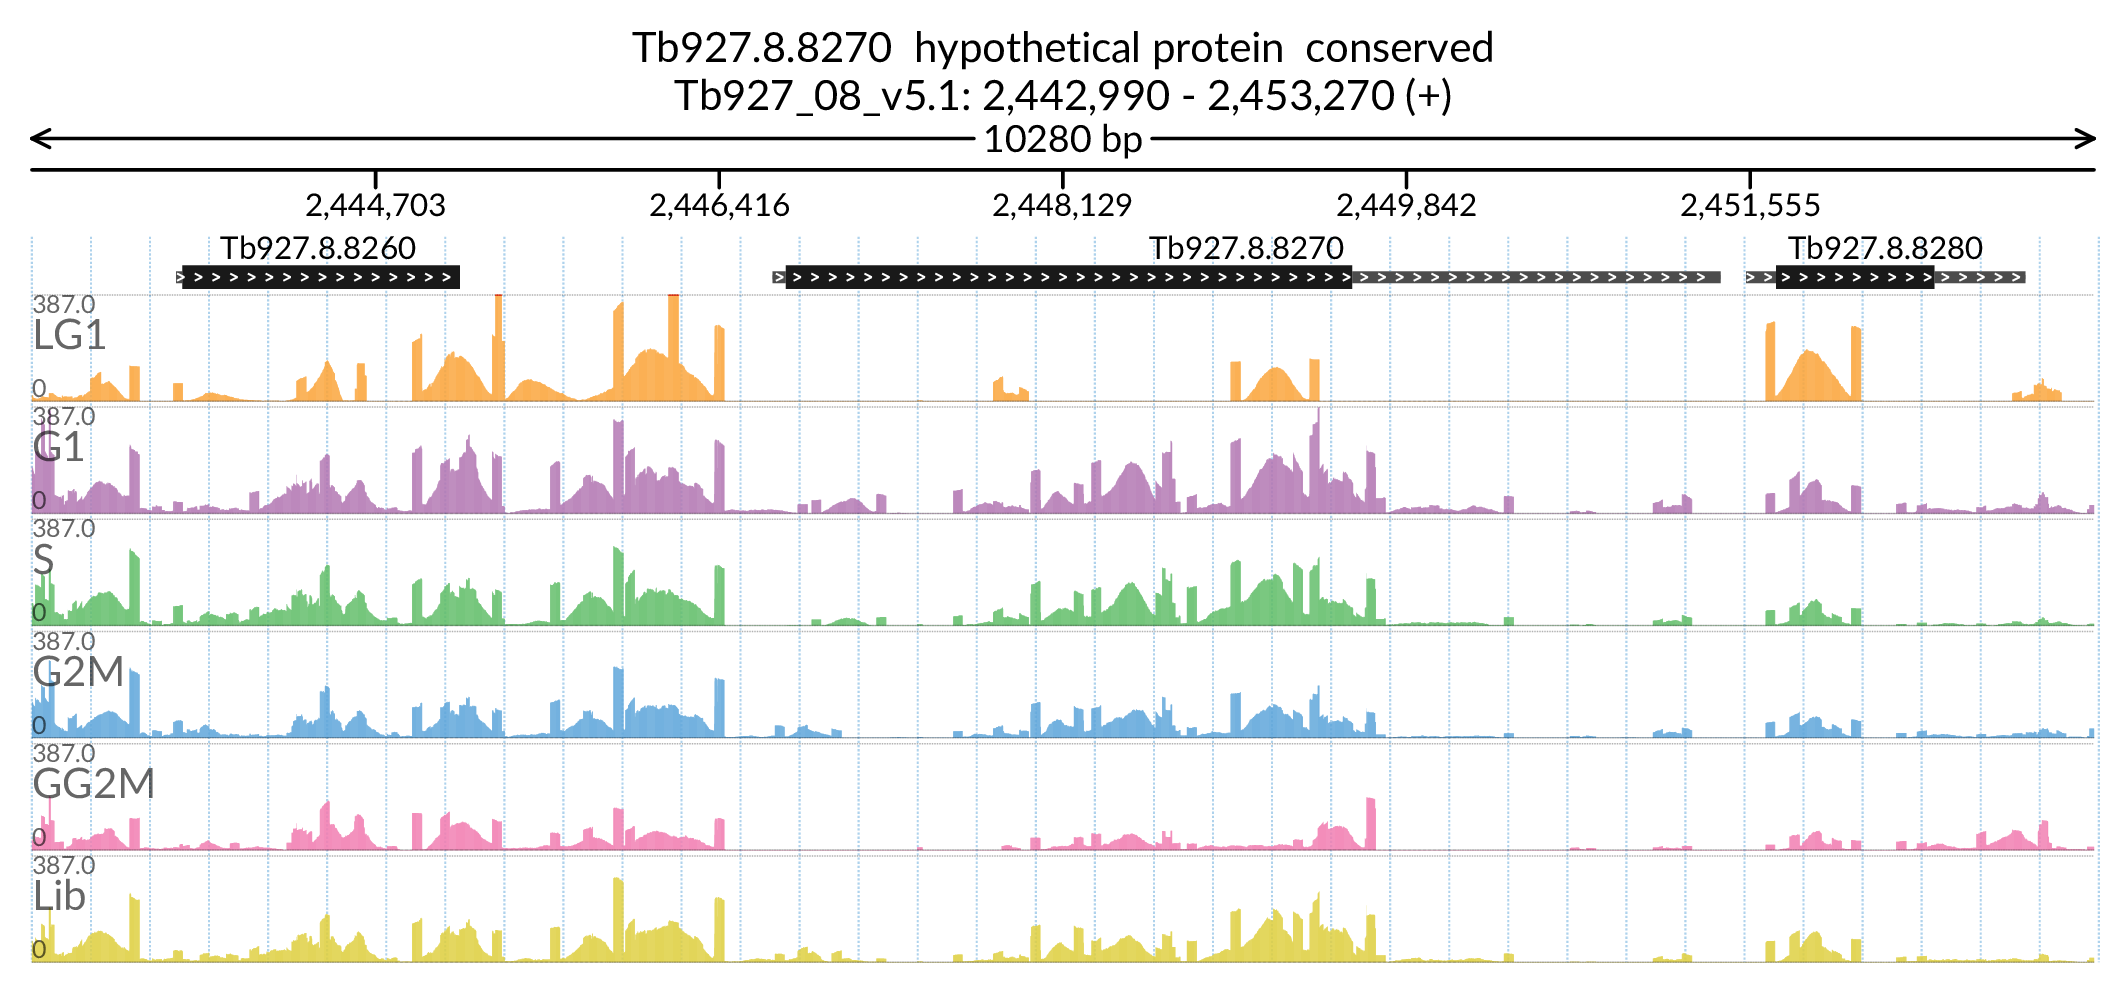 Tb927.8.8270 hypothetical protein conserved
Tb927_08_v5.1: 2,442,990 - 2,453,270 (+)
10280 bp
2,444,703 2,446,416 2,448,129 2,449,842 2,451,555
Tb927.8.8260 Tb927.8.8270 Tb927.8.8280
387.0
LG1
0
387.0
G1
0
387.0
S
0
387.0
G2M
0
387.0
GG2M
0
387.0
Lib
0